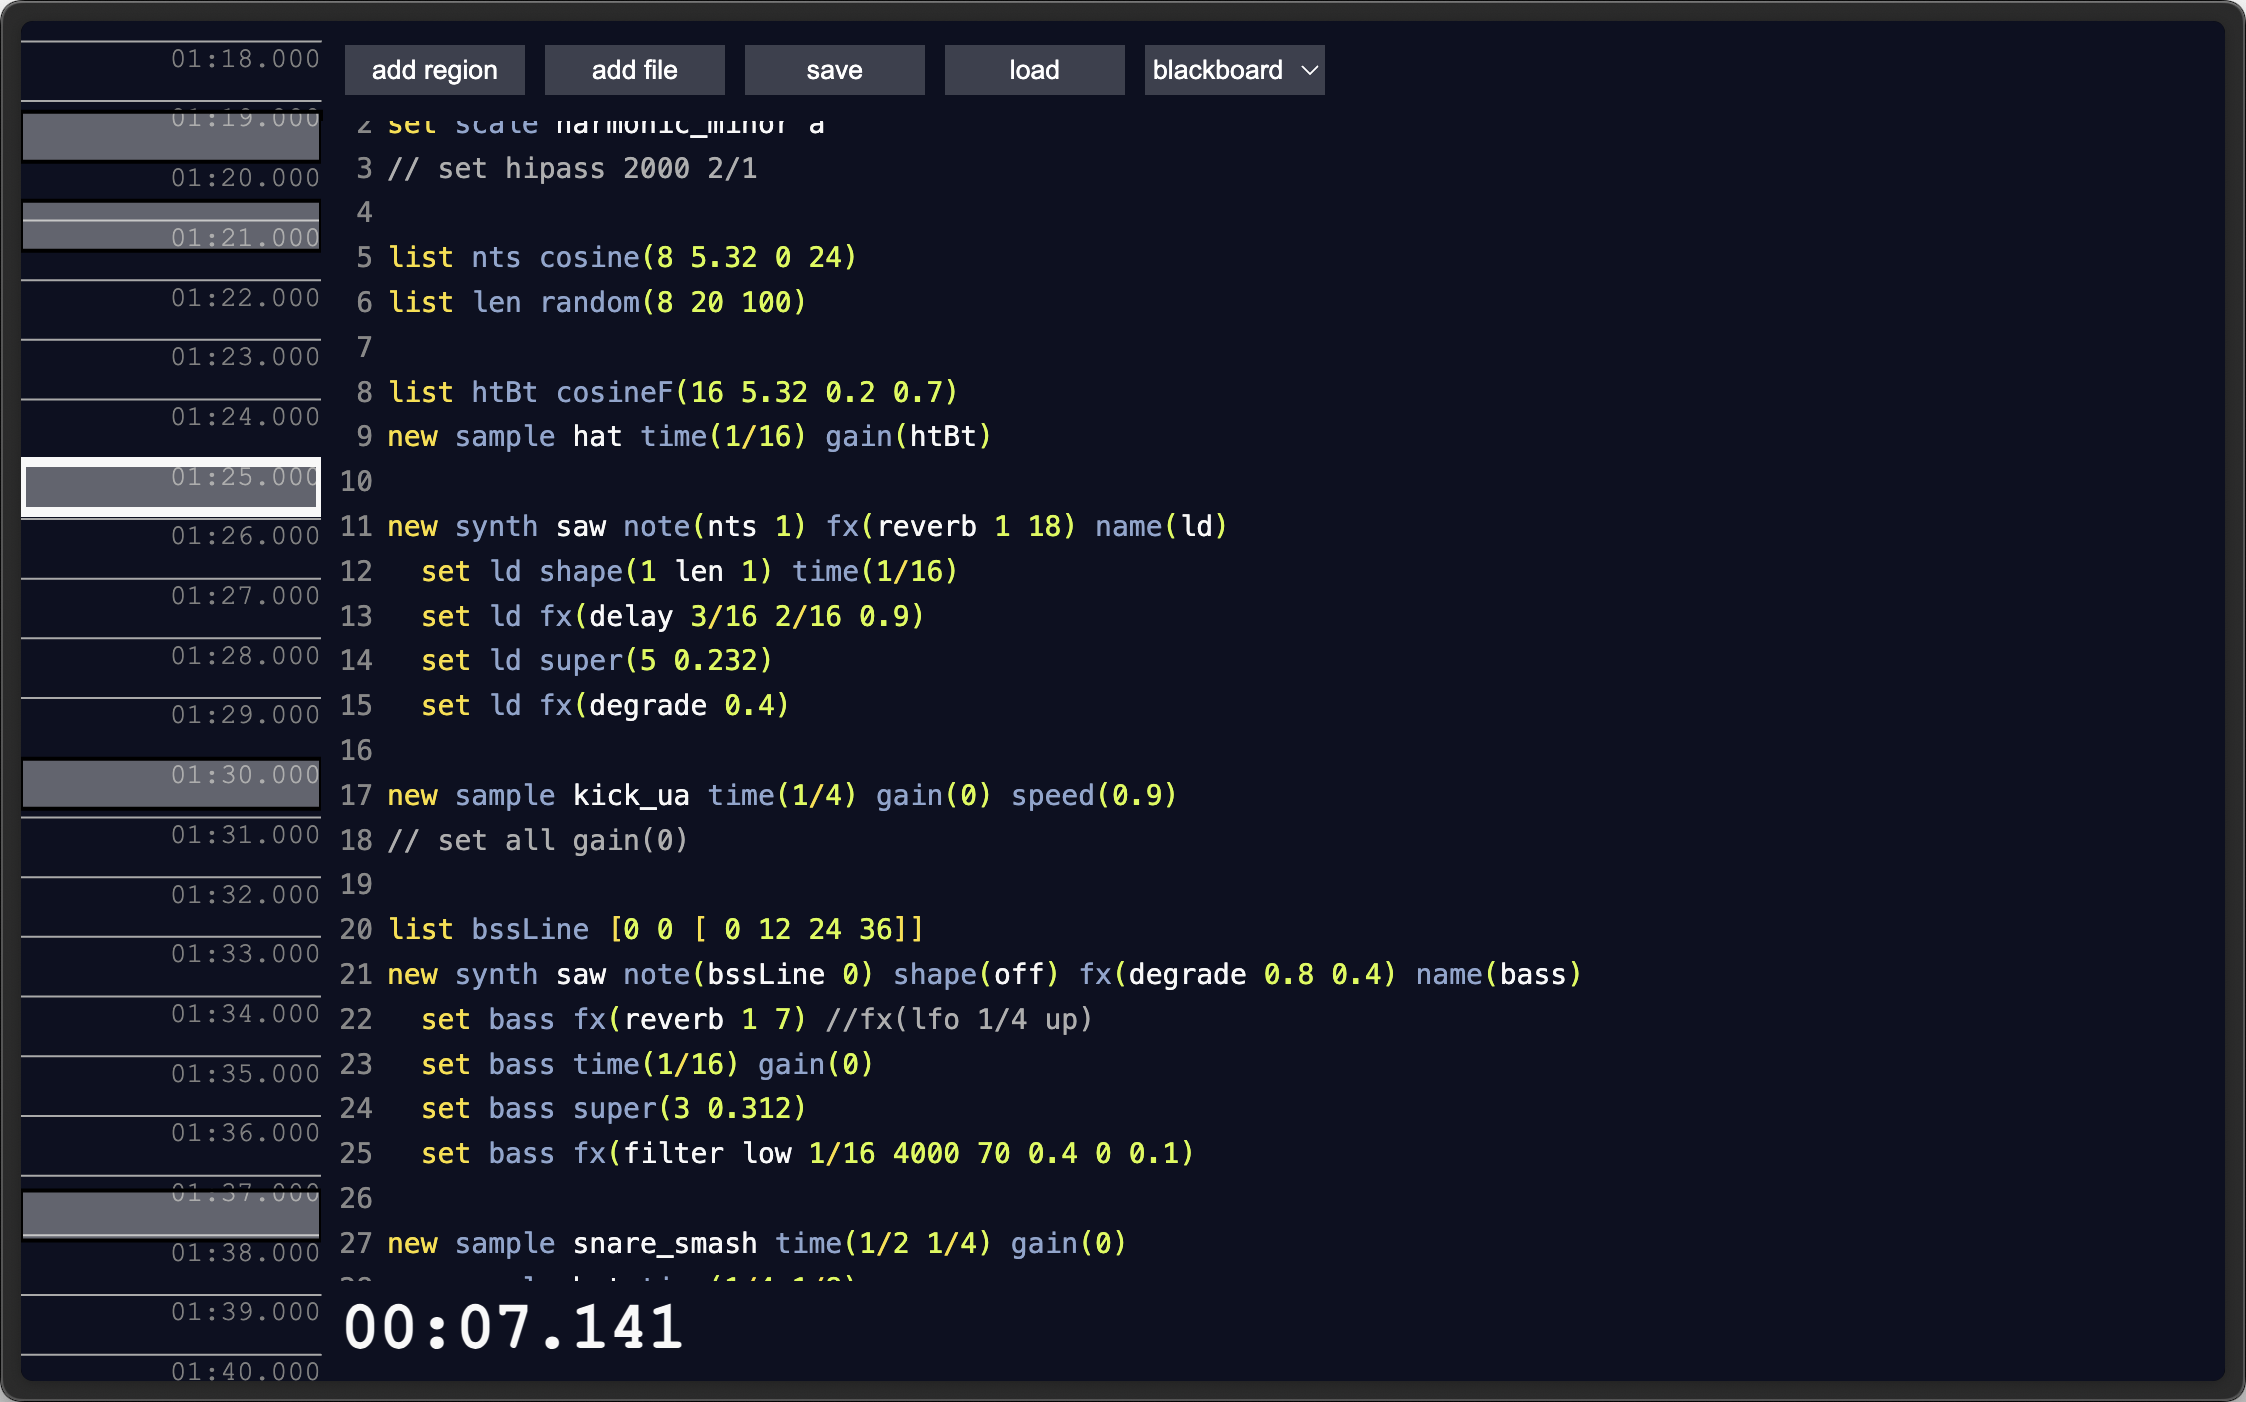 add region add file save load blackboard
01:18.000
01:19.000
01:20.000
01:21.000
01:22.000
01:23.000
01:24.000
01:25.000
01:26.000
01:27.000
01:28.000
01:29.000
01:30.000
01:31.000
01:32.000
01:33.000
01:34.000
01:35.000
01:36.000
01:37.000
01:38.000
01:39.000
01:40.000
2 set scale harmonic_minor a
3 // set hipass 2000 2/1
4
5 list nts cosine(8 5.32 0 24)
6 list len random(8 20 100)
7
8 list htBt cosineF(16 5.32 0.2 0.7)
9 new sample hat time(1/16) gain(htBt)
10
11 new synth saw note(nts 1) fx(reverb 1 18) name(ld)
12   set ld shape(1 len 1) time(1/16)
13   set ld fx(delay 3/16 2/16 0.9)
14   set ld super(5 0.232)
15   set ld fx(degrade 0.4)
16
17 new sample kick_ua time(1/4) gain(0) speed(0.9)
18 // set all gain(0)
19
20 list bssLine [0 0 [ 0 12 24 36]]
21 new synth saw note(bssLine 0) shape(off) fx(degrade 0.8 0.4) name(bass)
22   set bass fx(reverb 1 7) //fx(lfo 1/4 up)
23   set bass time(1/16) gain(0)
24   set bass super(3 0.312)
25   set bass fx(filter low 1/16 4000 70 0.4 0 0.1)
26
27 new sample snare_smash time(1/2 1/4) gain(0)
00:07.141